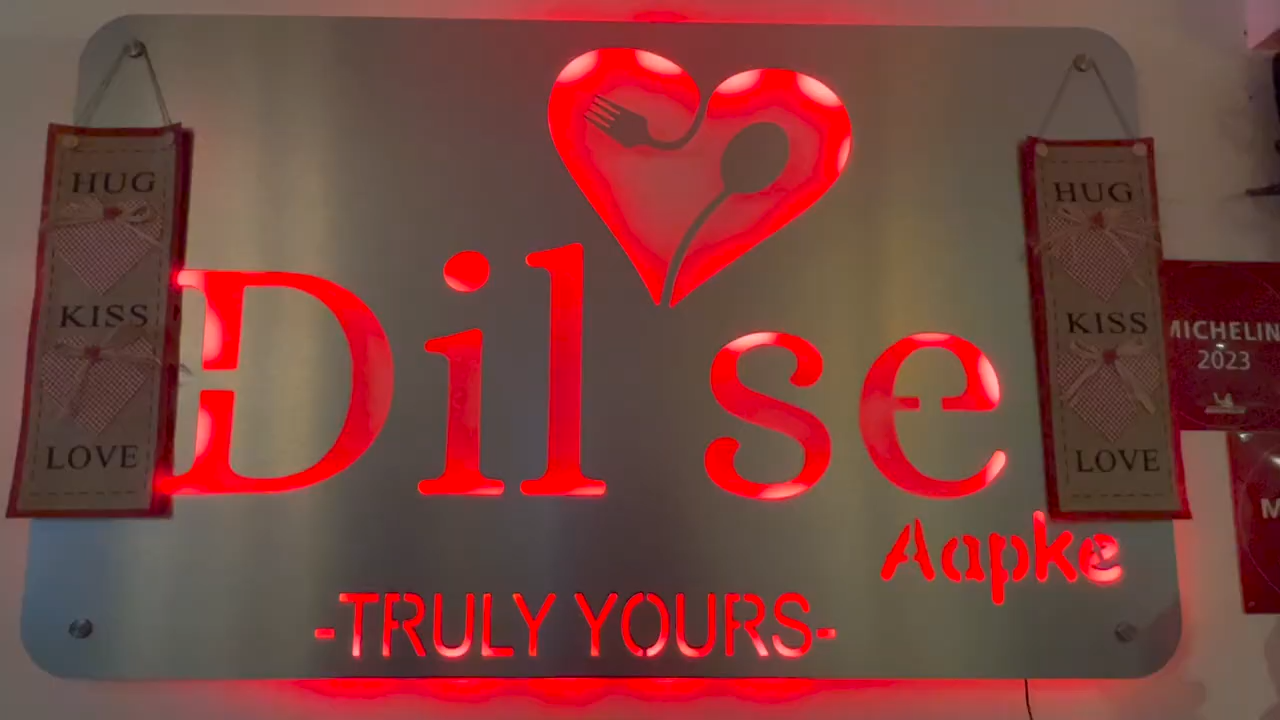 HUG
KISS
LOVE
Dil se
Aapke
-TRULY YOURS-
HUG
KISS
LOVE
MICHELIN
2023